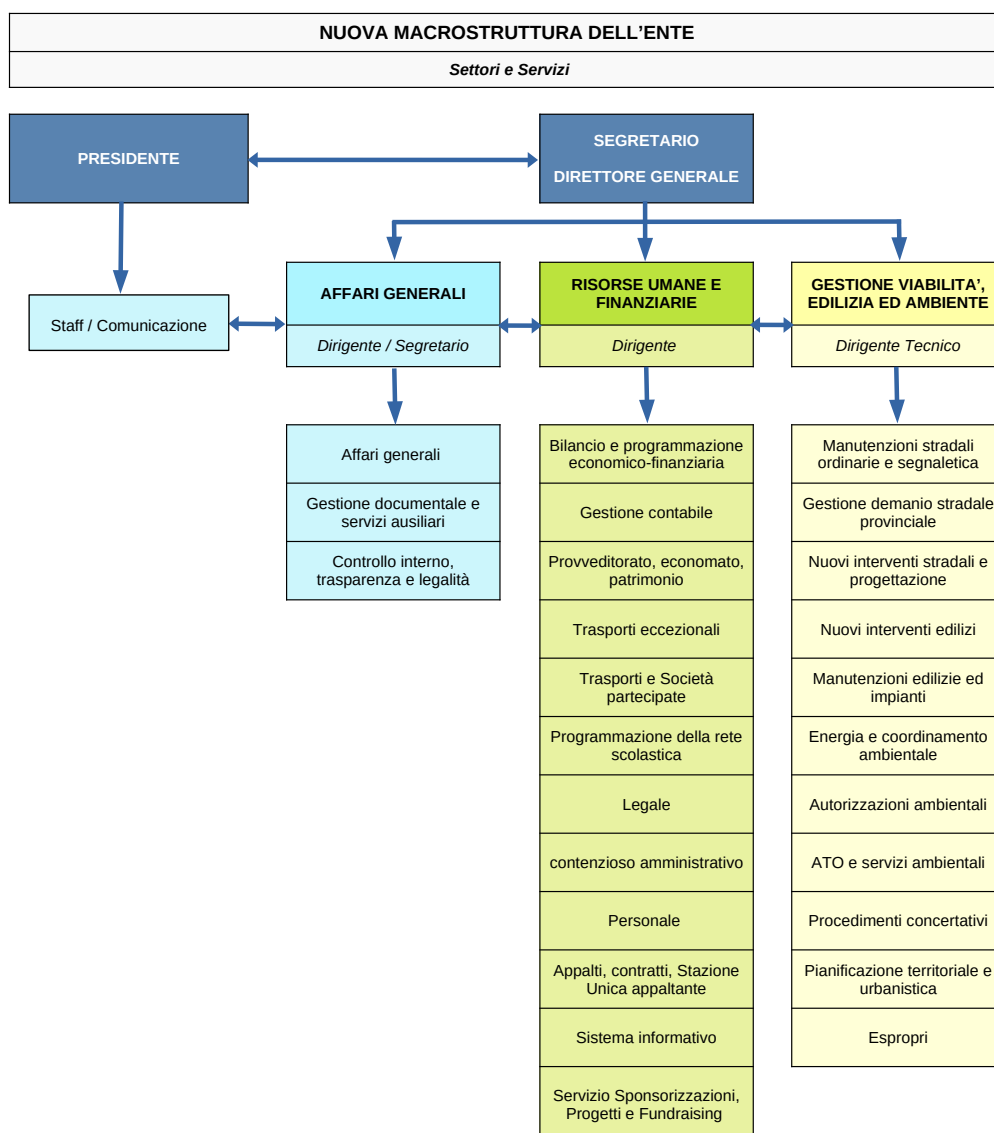 NUOVA MACROSTRUTTURA DELL’ENTE
Settori e Servizi
PRESIDENTE
SEGRETARIO
DIRETTORE GENERALE
Staff / Comunicazione
AFFARI GENERALI
Dirigente / Segretario
RISORSE UMANE E
FINANZIARIE
Dirigente
GESTIONE VIABILITA’,
EDILIZIA ED AMBIENTE
Dirigente Tecnico
Affari generali
Gestione documentale e
servizi ausiliari
Controllo interno,
trasparenza e legalità
Bilancio e programmazione
economico-finanziaria
Gestione contabile
Provveditorato, economato,
patrimonio
Trasporti eccezionali
Trasporti e Società
partecipate
Programmazione della rete
scolastica
Legale
contenzioso amministrativo
Personale
Appalti, contratti, Stazione
Unica appaltante
Sistema informativo
Servizio Sponsorizzazioni,
Progetti e Fundraising
Manutenzioni stradali
ordinarie e segnaletica
Gestione demanio stradale
provinciale
Nuovi interventi stradali e
progettazione
Nuovi interventi edilizi
Manutenzioni edilizie ed
impianti
Energia e coordinamento
ambientale
Autorizzazioni ambientali
ATO e servizi ambientali
Procedimenti concertativi
Pianificazione territoriale e
urbanistica
Espropri